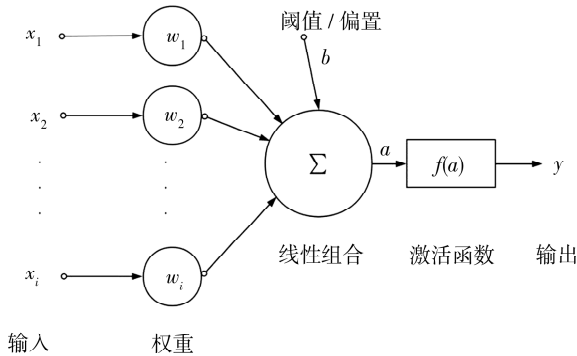 阈值 / 偏置
x1 w1 b
x2 w2 Σ a f(a) y
xi wi
线性组合 激活函数 输出
输入 权重